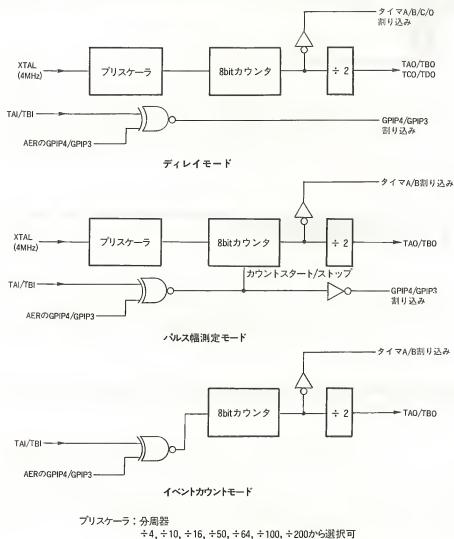 タイマA/B/C/D
割り込み
XTAL
(4MHz)
プリスケーラ
8bitカウンタ
÷2
TAO/TBO
TCO/TDO
TAI/TBI
GPIP4/GPIP3
割り込み
AERのGPIP4/GPIP3
ディレイモード
タイマA/B割り込み
XTAL
(4MHz)
プリスケーラ
8bitカウンタ
÷2
TAO/TBO
カウントスタート/ストップ
TAI/TBI
GPIP4/GPIP3
割り込み
AERのGPIP4/GPIP3
パルス幅測定モード
タイマA/B割り込み
8bitカウンタ
÷2
TAO/TBO
TAI/TBI
AERのGPIP4/GPIP3
イベントカウントモード
プリスケーラ：分周器
÷4, ÷10, ÷16, ÷50, ÷64, ÷100, ÷200から選択可